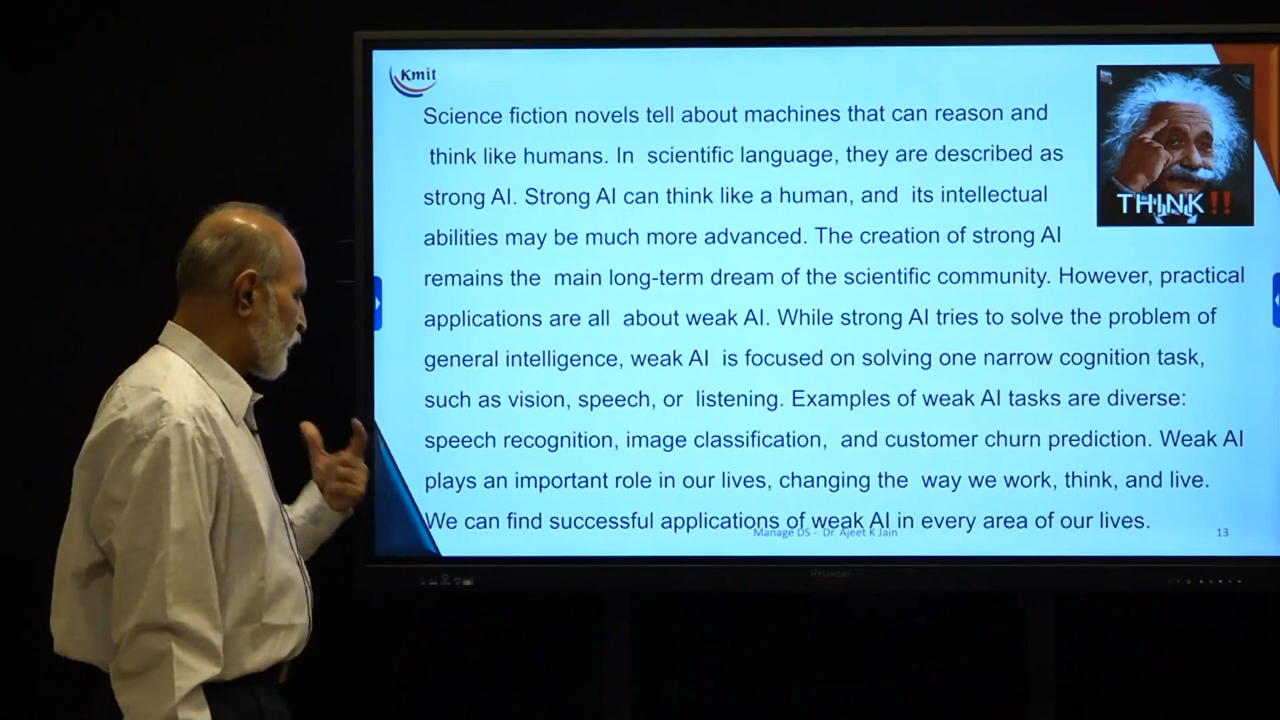 Kmit
Science fiction novels tell about machines that can reason and
think like humans. In scientific language, they are described as
strong AI. Strong AI can think like a human, and its intellectual
abilities may be much more advanced. The creation of strong AI
remains the main long-term dream of the scientific community. However, practical
applications are all about weak AI. While strong AI tries to solve the problem of
general intelligence, weak AI is focused on solving one narrow cognition task,
such as vision, speech, or listening. Examples of weak AI tasks are diverse:
speech recognition, image classification, and customer churn prediction. Weak AI
plays an important role in our lives, changing the way we work, think, and live.
We can find successful applications of weak AI in every area of our lives.
THINK!!
Manage DS - Dr Ajeet K Jain
13
HYUNDAI